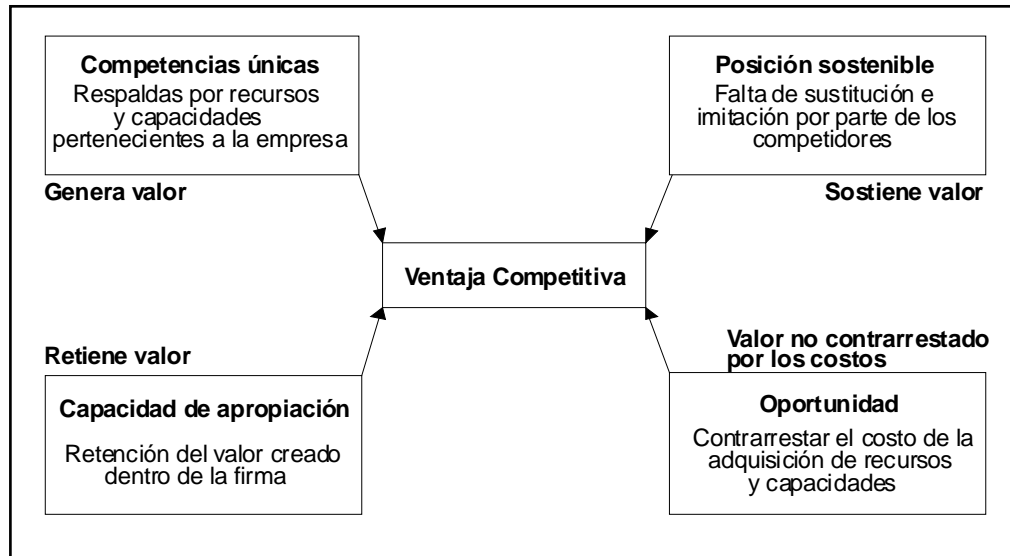 Competencias únicas
Respaldas por recursos
y capacidades
pertenecientes a la empresa
Genera valor
Posición sostenible
Falta de sustitución e
imitación por parte de los
competidores
Sostiene valor
Ventaja Competitiva
Retiene valor
Capacidad de apropiación
Retención del valor creado
dentro de la firma
Valor no contrarrestado
por los costos
Oportunidad
Contrarrestar el costo de la
adquisición de recursos
y capacidades